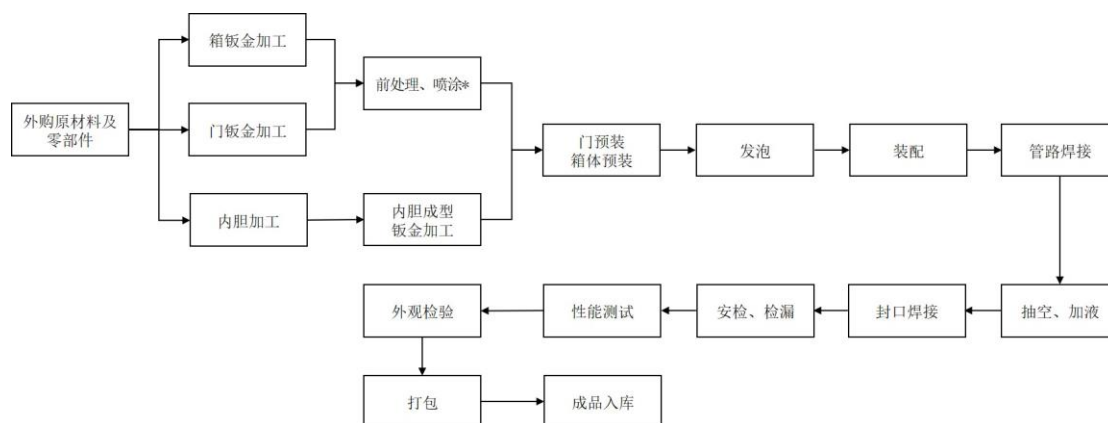 外购原材料及
零部件
箱钣金加工
门钣金加工
内胆加工
前处理、喷涂*
内胆成型
钣金加工
门预装
箱体预装
发泡
装配
管路焊接
抽空、加液
封口焊接
安检、检漏
性能测试
外观检验
打包
成品入库